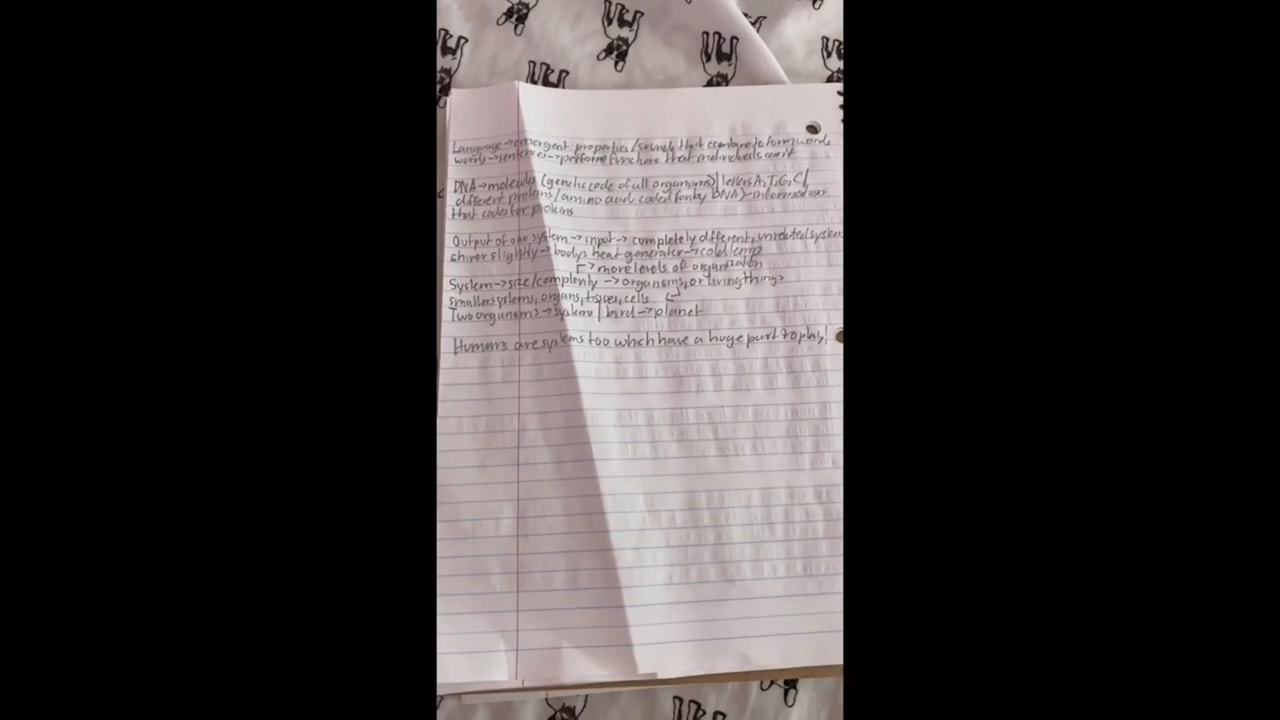 Language→emergent properties/sounds that combine to form words
words→sentences→perform functions that individuals can't
DNA→molecules (genetic code of all organisms)|letters A,T,G,C/
different proteins/amino acid coded for by DNA)→information
that codes for proteins
Output of one system→input→completely different, unrelated system
shiver slightly→body's heat generater→cold temp
↱more levels of organization
System→size/complexity→organisms, or living things
smaller systems, organs, tissues, cells ↲
Two organisms→system|bird→planet
Humans are systems too which have a huge part to play!